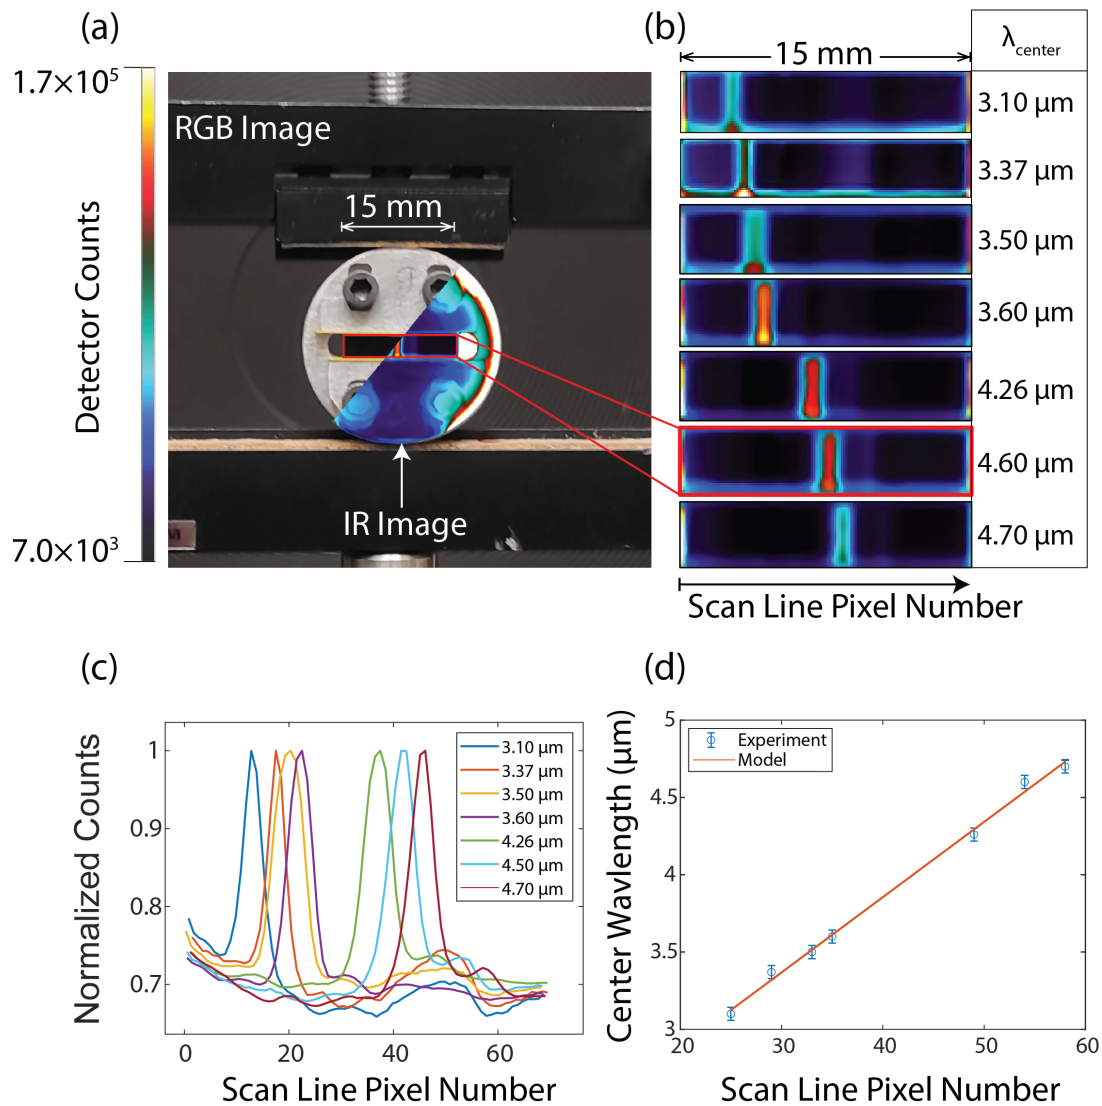 (a)
1.7×10⁵
Detector Counts
7.0×10³
RGB Image
15 mm
IR Image
(b)
15 mm
λcenter
3.10 µm
3.37 µm
3.50 µm
3.60 µm
4.26 µm
4.60 µm
4.70 µm
Scan Line Pixel Number
(c)
Normalized Counts
1
0.9
0.8
0.7
0
20
40
60
Scan Line Pixel Number
3.10 µm
3.37 µm
3.50 µm
3.60 µm
4.26 µm
4.50 µm
4.70 µm
(d)
Center Wavlength (µm)
5
4.5
4
3.5
3
20
30
40
50
60
Scan Line Pixel Number
Experiment
Model